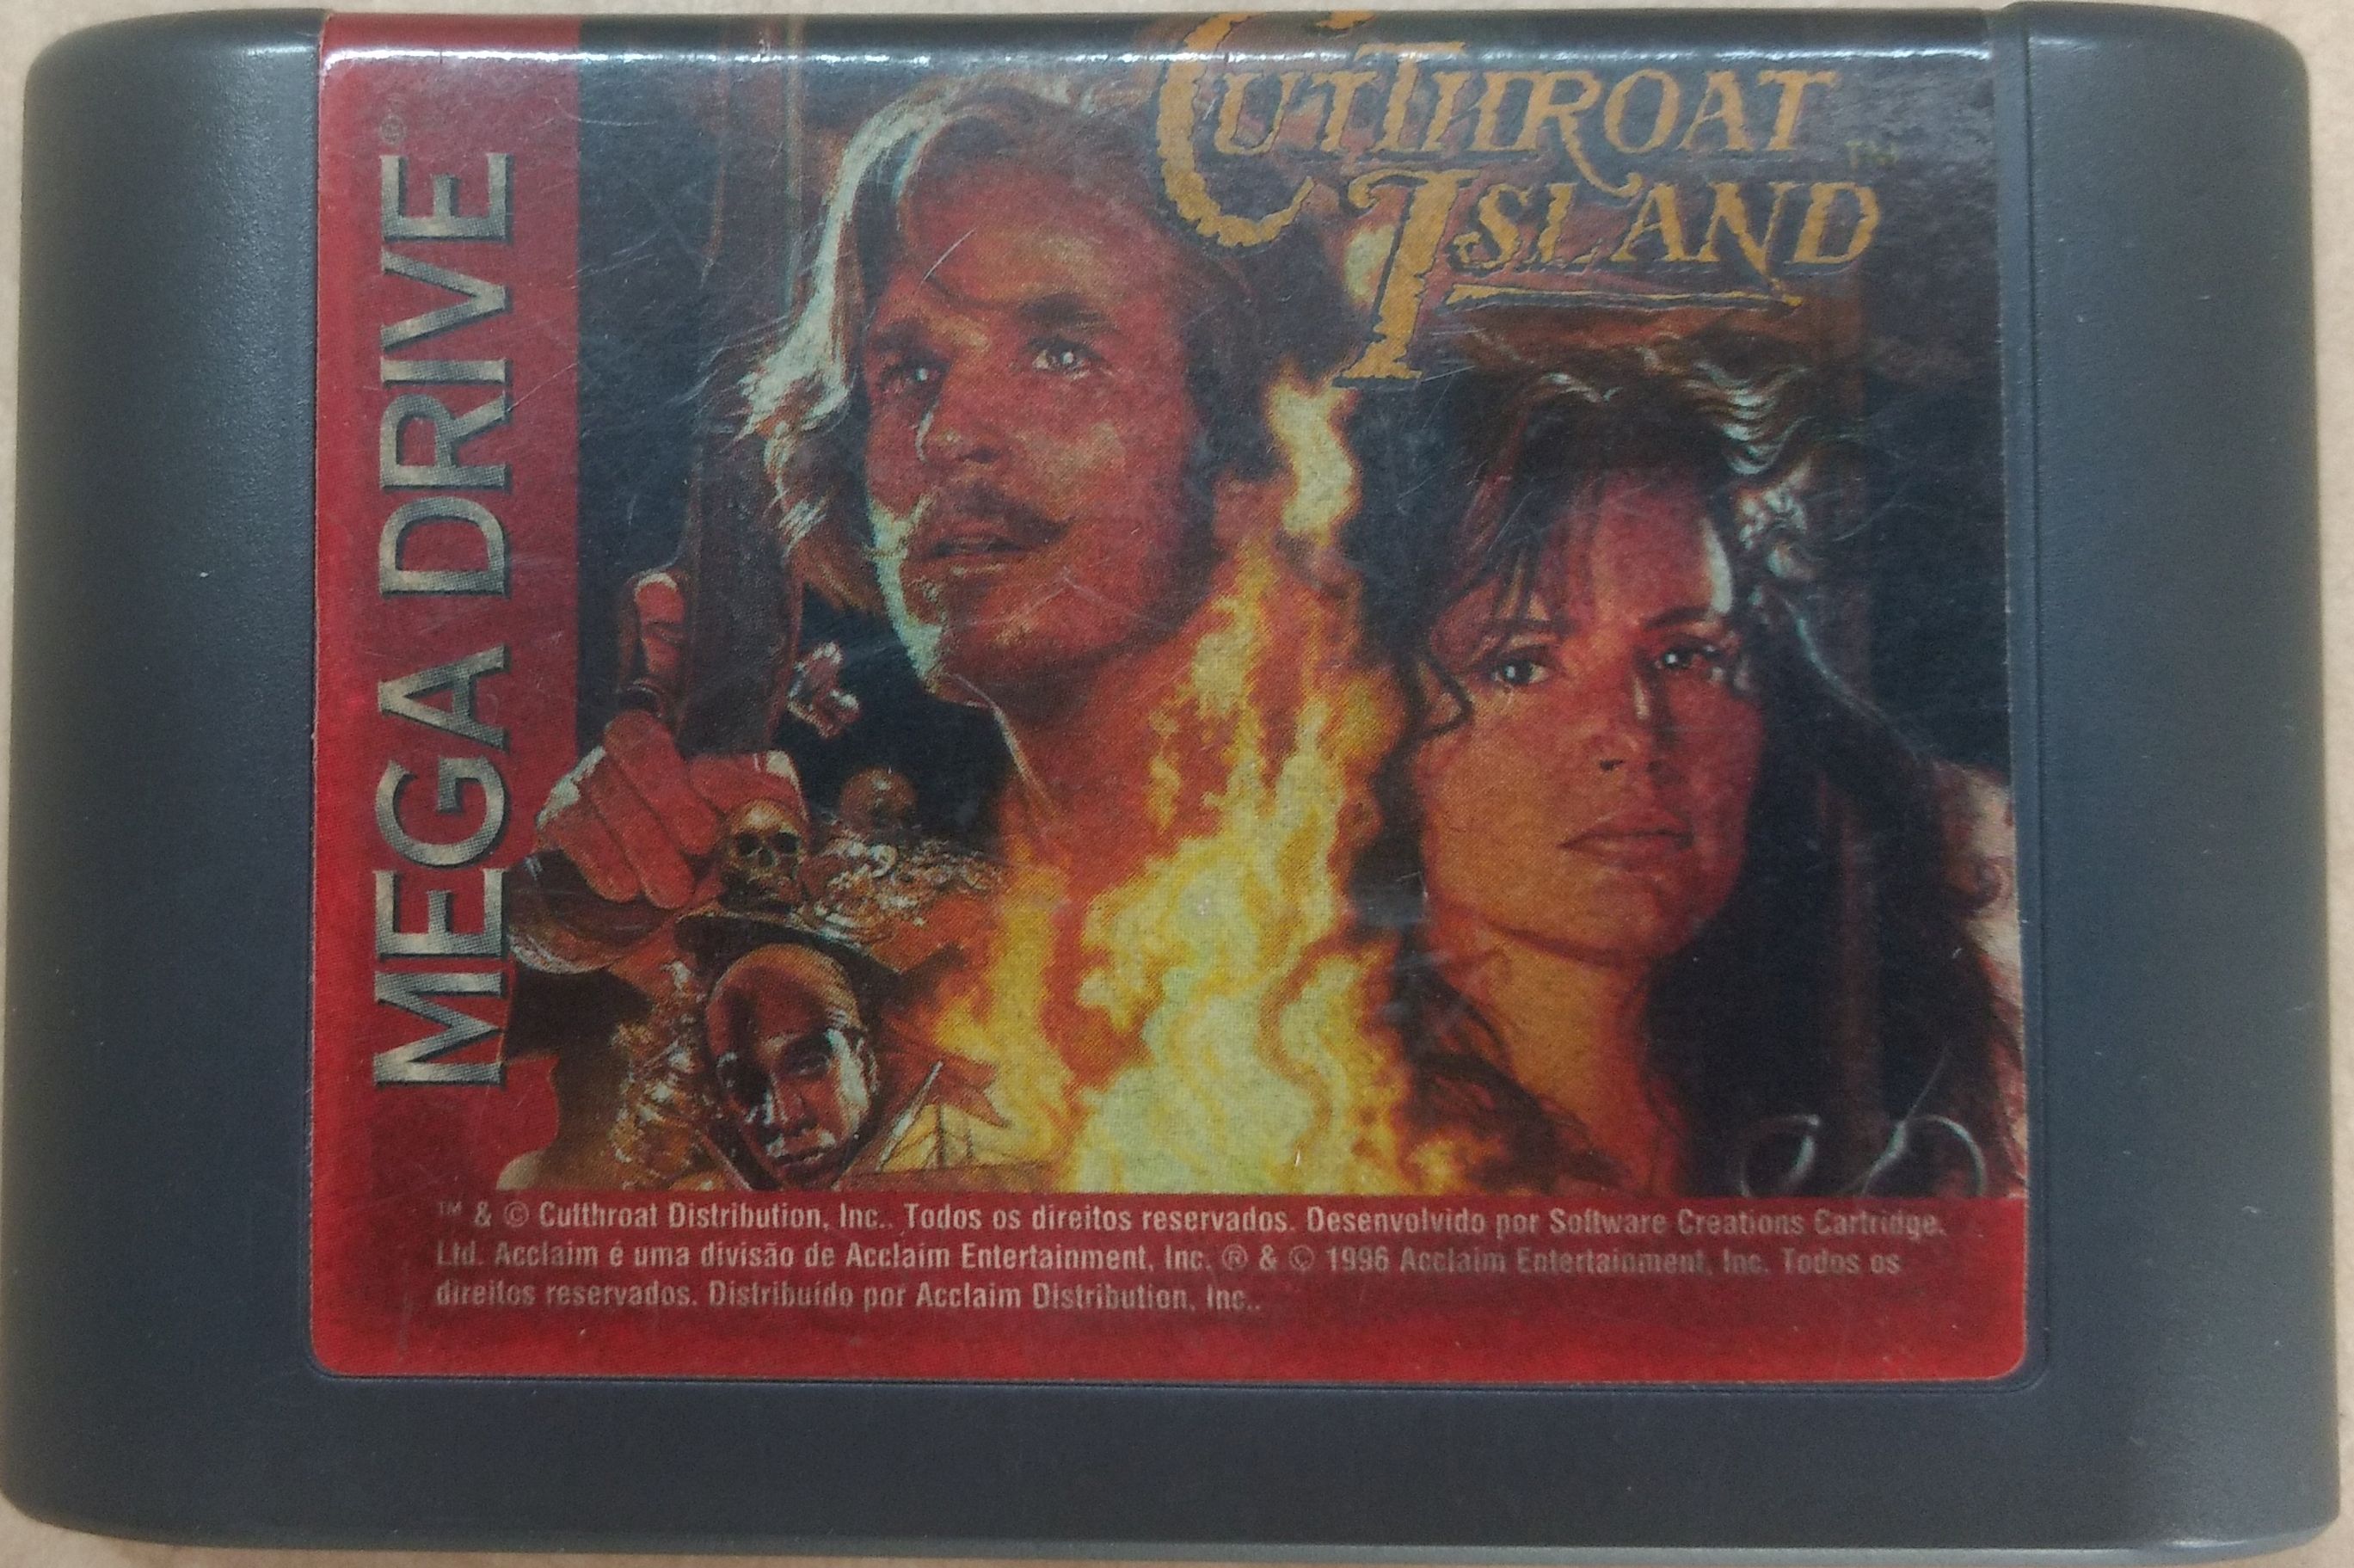 CUTTHROAT
ISLAND™
MEGA DRIVE®
™ & © Cutthroat Distribution, Inc.. Todos os direitos reservados. Desenvolvido por Software Creations Cartridge.
Ltd. Acclaim é uma divisão de Acclaim Entertainment, Inc. ® & © 1996 Acclaim Entertainment, Inc. Todos os
direitos reservados. Distribuído por Acclaim Distribution, Inc..